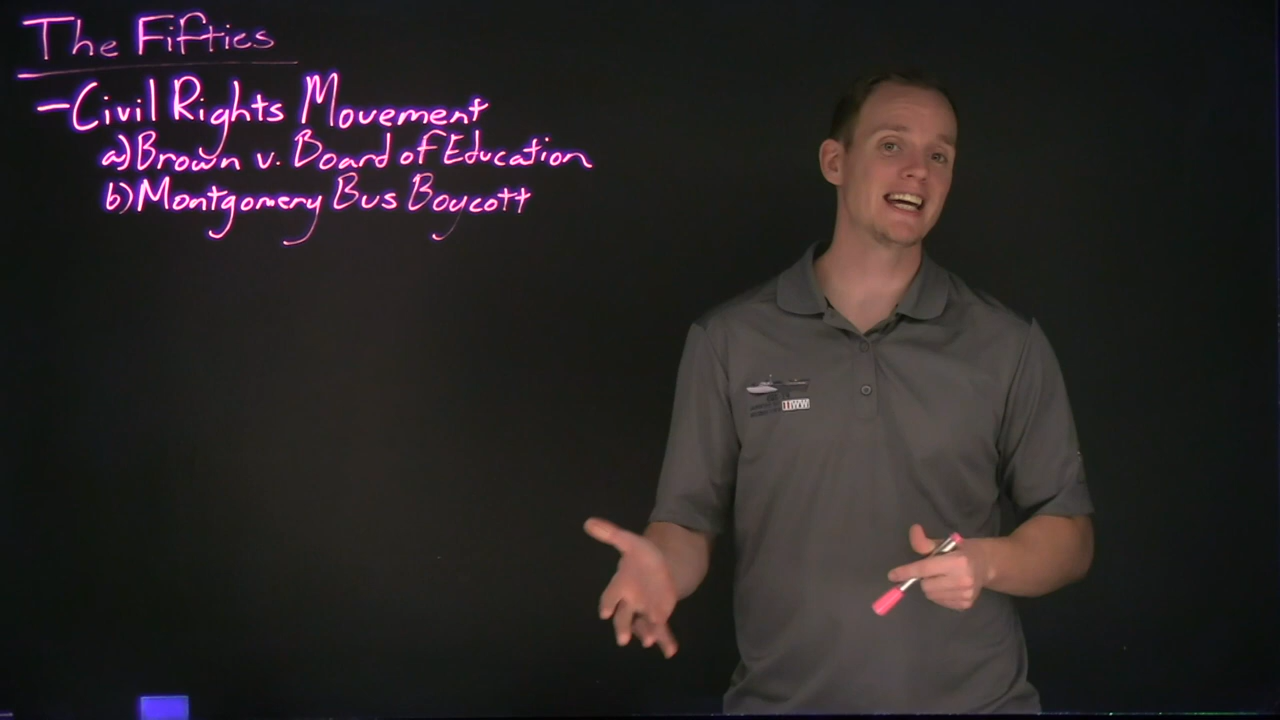 The Fifties
- Civil Rights Movement
a) Brown v. Board of Education
b) Montgomery Bus Boycott